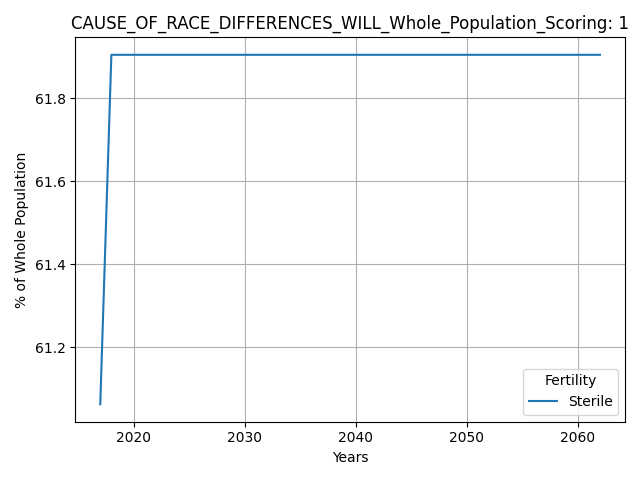 CAUSE_OF_RACE_DIFFERENCES_WILL_Whole_Population_Scoring: 1
% of Whole Population
61.8
61.6
61.4
61.2
Fertility
Sterile
2020 2030 2040 2050 2060
Years